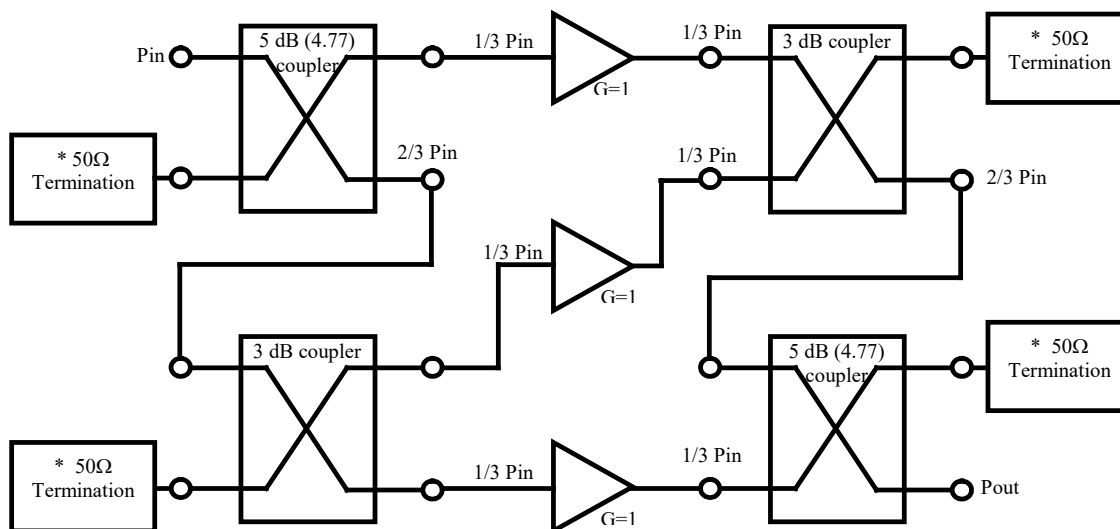 5 dB (4.77)
coupler
1/3 Pin
1/3 Pin
3 dB coupler
* 50Ω
Termination
Pin
G=1
* 50Ω
Termination
2/3 Pin
1/3 Pin
2/3 Pin
1/3 Pin
G=1
3 dB coupler
5 dB (4.77)
coupler
* 50Ω
Termination
* 50Ω
Termination
1/3 Pin
1/3 Pin
Pout
G=1